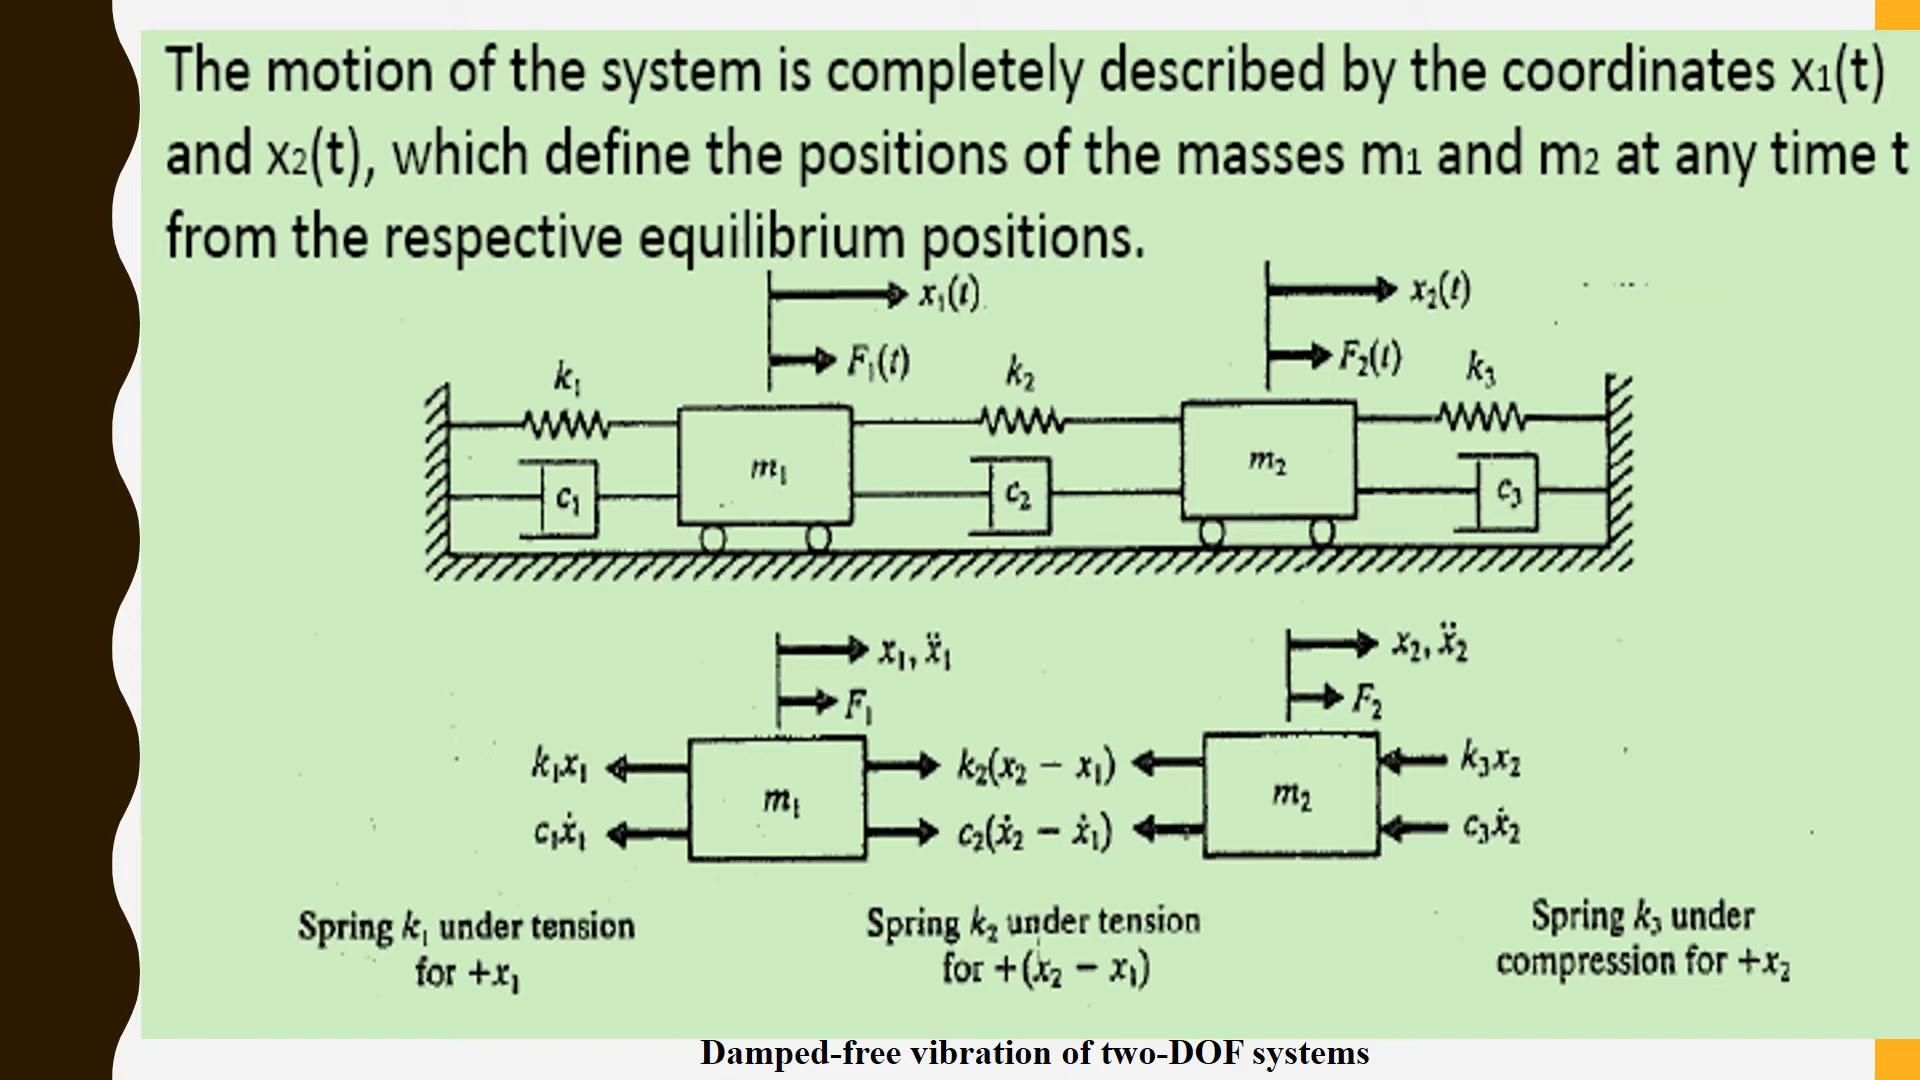 The motion of the system is completely described by the coordinates x₁(t)
and x₂(t), which define the positions of the masses m₁ and m₂ at any time t
from the respective equilibrium positions.
x₁(t) x₂(t)
F₁(t) F₂(t)
k₁ k₂ k₃
m₁ m₂
c₁ c₂ c₃
x₁, ẍ₁ x₂, ẍ₂
F₁ F₂
k₁x₁ k₂(x₂ − x₁) k₃x₂
m₁ m₂
c₁ẋ₁ c₂(ẋ₂ − ẋ₁) c₃ẋ₂
Spring k₁ under tension
for +x₁
Spring k₂ under tension
for +(x₂ − x₁)
Spring k₃ under
compression for +x₂
Damped-free vibration of two-DOF systems